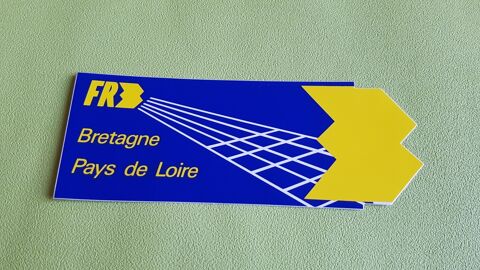 FR3
Bretagne
Pays de Loire